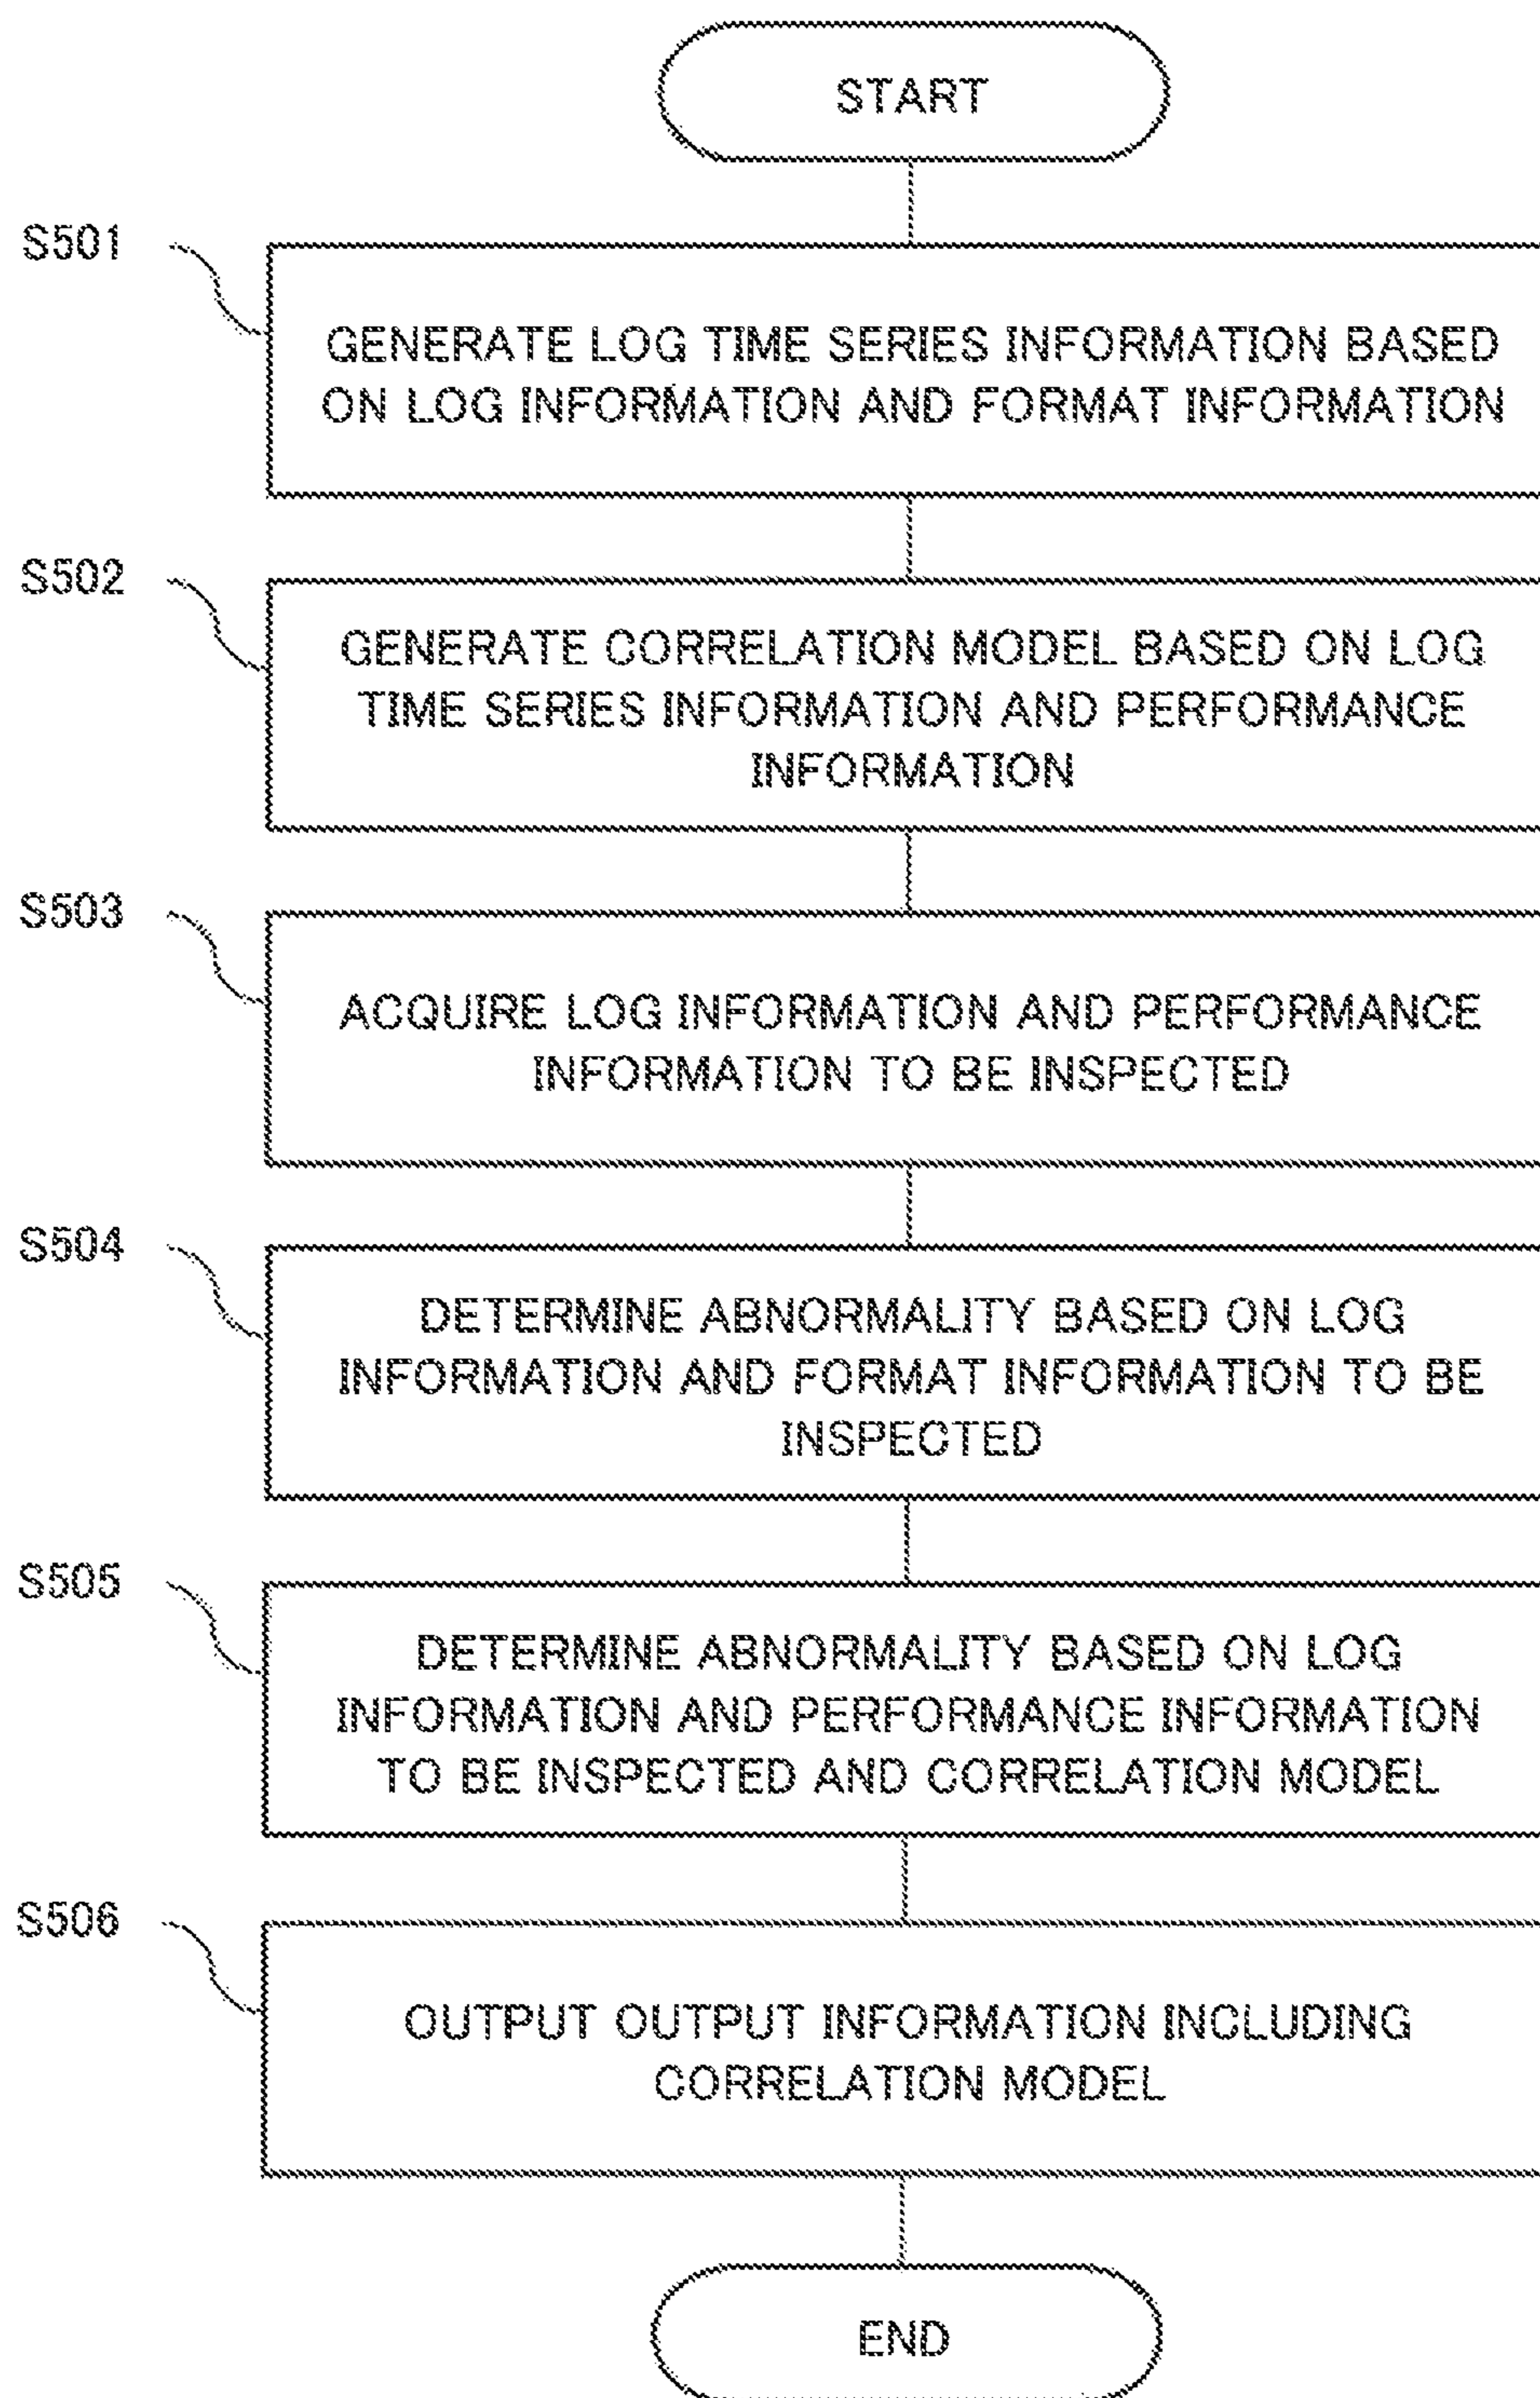 START
S501
GENERATE LOG TIME SERIES INFORMATION BASED
ON LOG INFORMATION AND FORMAT INFORMATION
S502
GENERATE CORRELATION MODEL BASED ON LOG
TIME SERIES INFORMATION AND PERFORMANCE
INFORMATION
S503
ACQUIRE LOG INFORMATION AND PERFORMANCE
INFORMATION TO BE INSPECTED
S504
DETERMINE ABNORMALITY BASED ON LOG
INFORMATION AND FORMAT INFORMATION TO BE
INSPECTED
S505
DETERMINE ABNORMALITY BASED ON LOG
INFORMATION AND PERFORMANCE INFORMATION
TO BE INSPECTED AND CORRELATION MODEL
S506
OUTPUT OUTPUT INFORMATION INCLUDING
CORRELATION MODEL
END